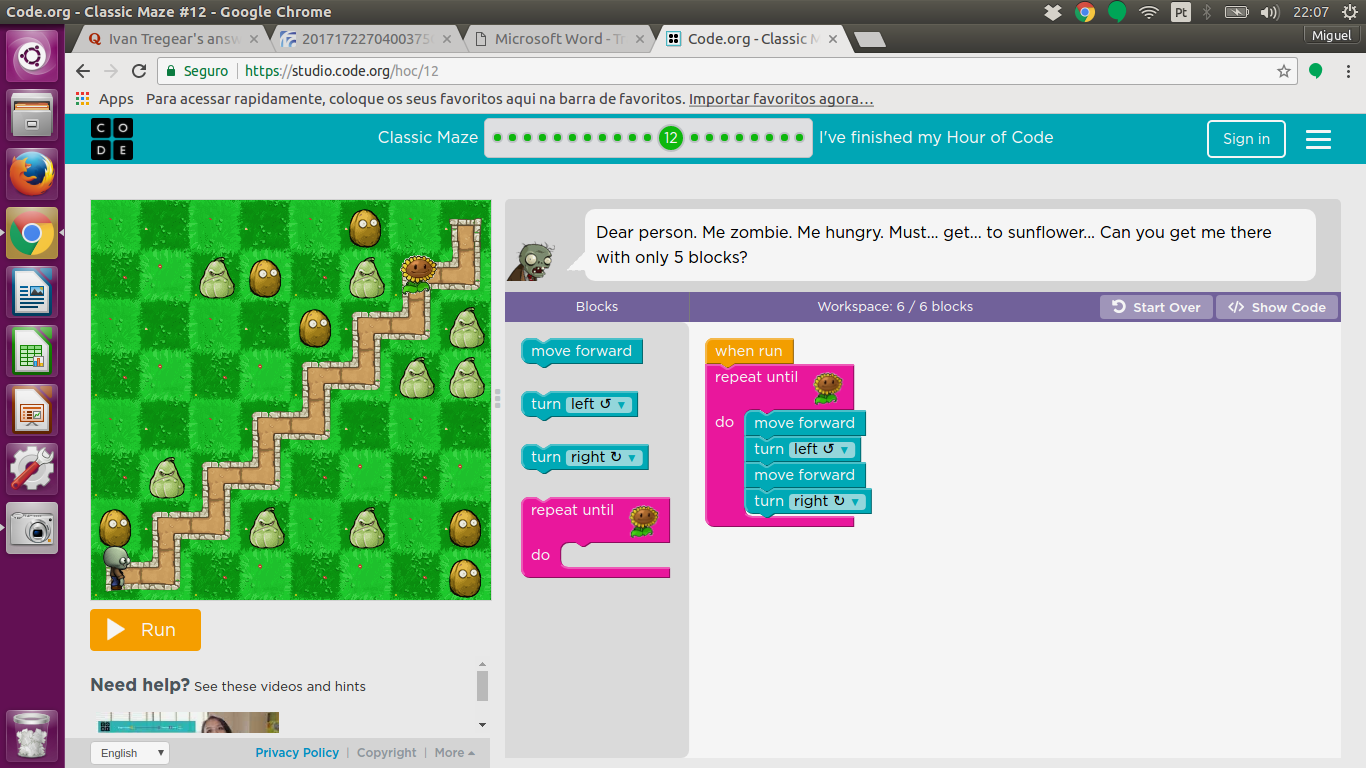 Code.org - Classic Maze #12 - Google Chrome
Pt
22:07
Ivan Tregear's answ
Microsoft Word - Tr
Code.org - Classic M
Miguel
Seguro
https://studio.code.org/hoc/12
Apps
Para acessar rapidamente, coloque os seus favoritos aqui na barra de favoritos. Importar favoritos agora...
C O
D E
Classic Maze
12
I've finished my Hour of Code
Sign in
Dear person. Me zombie. Me hungry. Must... get... to sunflower... Can you get me there
with only 5 blocks?
Blocks
Workspace: 6 / 6 blocks
Start Over
Show Code
move forward
turn left ↺ ▼
turn right ↻ ▼
repeat until
do
when run
repeat until
do
move forward
turn left ↺ ▼
move forward
turn right ↻ ▼
Run
Need help? See these videos and hints
English
Privacy Policy | Copyright | More